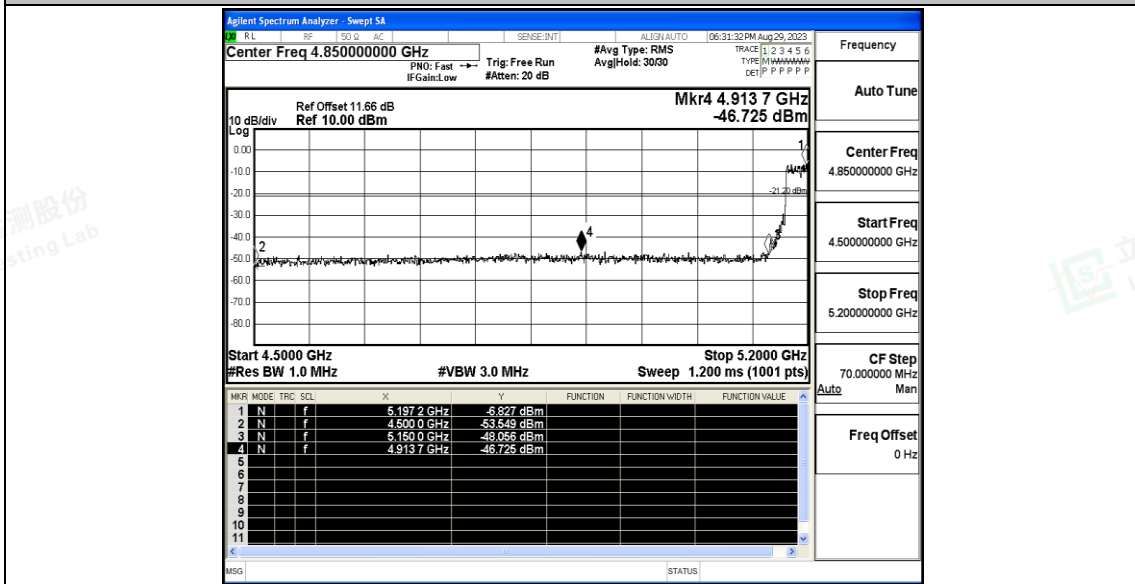 Agilent Spectrum Analyzer - Swept SA
RL RF 50 Ω AC SENSE:INT ALIGN AUTO 06:31:32 PM Aug 29, 2023
Center Freq 4.850000000 GHz
PNO: Fast
IFGain:Low
Trig: Free Run
#Atten: 20 dB
#Avg Type: RMS
Avg|Hold: 30/30
TRACE 1 2 3 4 5 6
TYPE M
DET P P P P P P
Frequency
Auto Tune
Mkr4 4.913 7 GHz
-46.725 dBm
Ref Offset 11.66 dB
10 dB/div Ref 10.00 dBm
Log
0.00
-10.0
-20.0
-30.0
-40.0
-50.0
-60.0
-70.0
-80.0
1
-21.20 dBm
2
4
3
Center Freq
4.850000000 GHz
Start Freq
4.500000000 GHz
Stop Freq
5.200000000 GHz
Start 4.5000 GHz Stop 5.2000 GHz
#Res BW 1.0 MHz #VBW 3.0 MHz Sweep 1.200 ms (1001 pts)
CF Step
70.000000 MHz
Auto Man
Freq Offset
0 Hz
MKR MODE TRC SCL X Y FUNCTION FUNCTION WIDTH FUNCTION VALUE
1 N f 5.197 2 GHz -6.827 dBm
2 N f 4.500 0 GHz -53.549 dBm
3 N f 5.150 0 GHz -48.056 dBm
4 N f 4.913 7 GHz -46.725 dBm
5
6
7
8
9
10
11
MSG STATUS
测股份
sting Lab
立